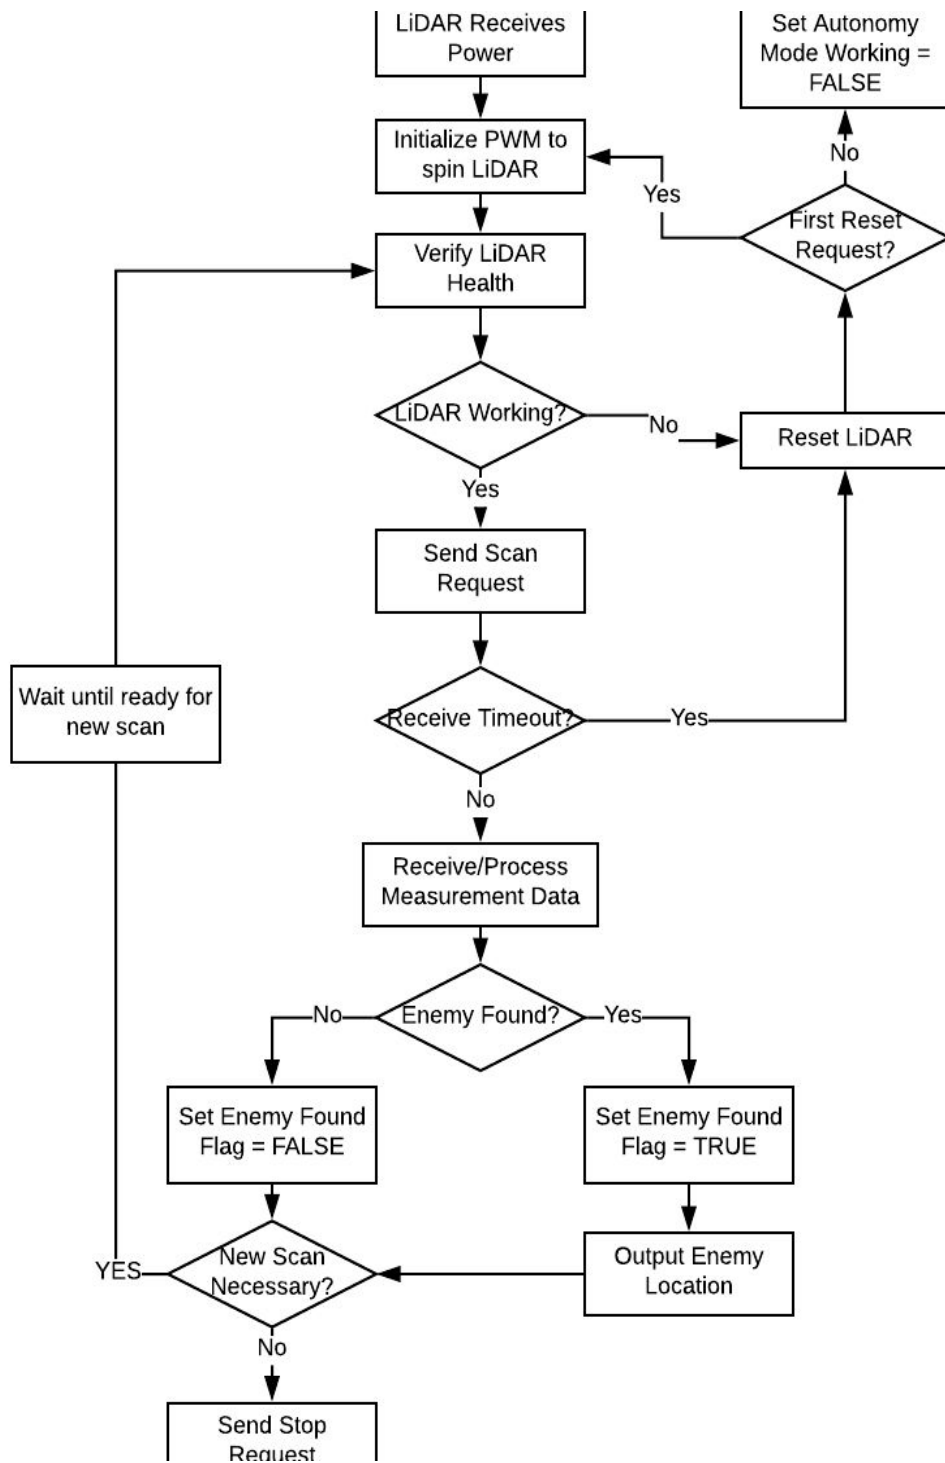 LiDAR Receives
Power
Set Autonomy
Mode Working =
FALSE
Initialize PWM to
spin LiDAR
No
Yes
First Reset
Request?
Verify LiDAR
Health
LiDAR Working?
No
Reset LiDAR
Yes
Send Scan
Request
Wait until ready for
new scan
Receive Timeout?
Yes
No
Receive/Process
Measurement Data
No
Enemy Found?
Yes
Set Enemy Found
Flag = FALSE
Set Enemy Found
Flag = TRUE
YES
New Scan
Necessary?
Output Enemy
Location
No
Send Stop
Request